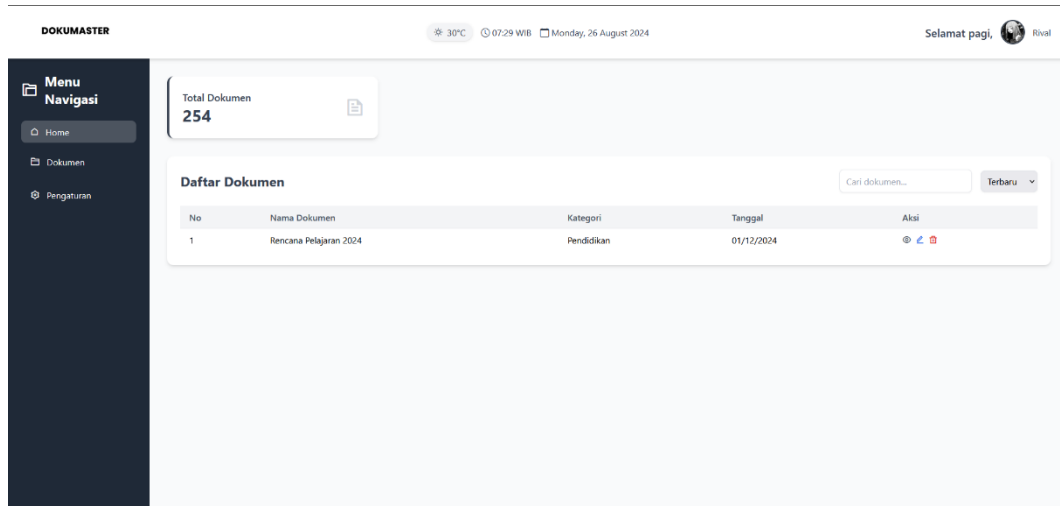 DOKUMASTER
30°C 07:29 WIB Monday, 26 August 2024
Selamat pagi, Rival
Menu
Navigasi
Home
Dokumen
Pengaturan
Total Dokumen
254
Daftar Dokumen
Cari dokumen...
Terbaru
No Nama Dokumen Kategori Tanggal Aksi
1 Rencana Pelajaran 2024 Pendidikan 01/12/2024